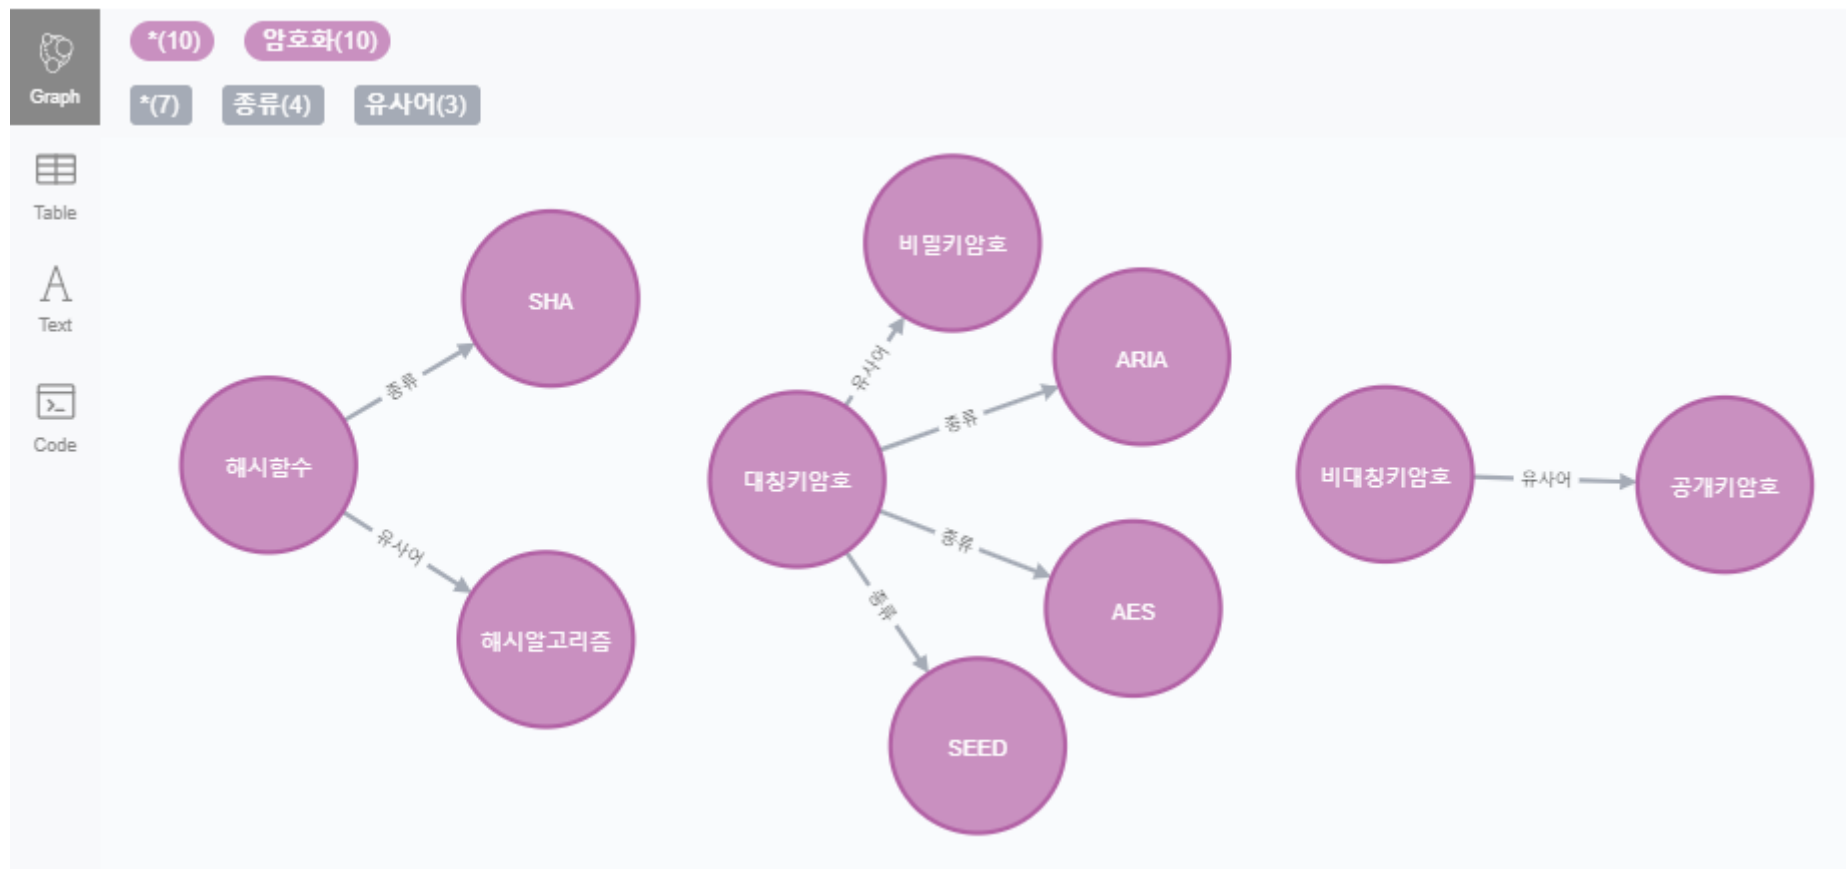 *(10) 암호화(10)
*(7) 종류(4) 유사어(3)
Graph
Table
Text
Code
SHA
종류
해시함수
유사어
해시알고리즘
비밀키암호
유사어
ARIA
종류
대칭키암호
종류
AES
종류
SEED
비대칭키암호
유사어
공개키암호